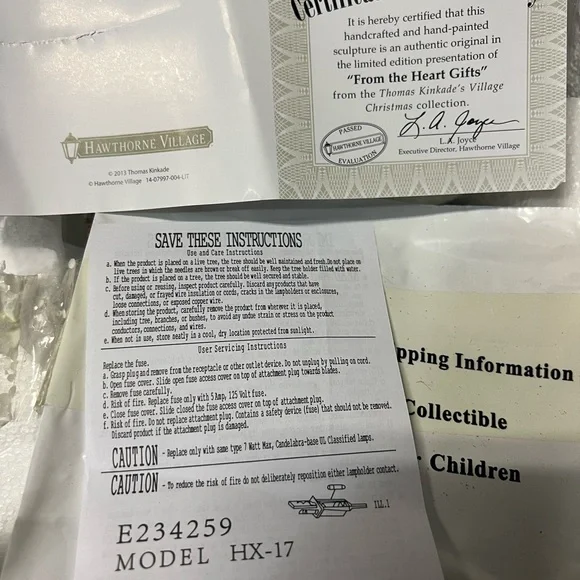 Certificate
It is hereby certified that this
handcrafted and hand-painted
sculpture is an authentic original in
the limited edition presentation of
"From the Heart Gifts"
from the Thomas Kinkade's Village
Christmas collection.
L. A. Joyce
L.A. Joyce
Executive Director, Hawthorne Village
PASSED
HAWTHORNE VILLAGE
EVALUATION
HAWTHORNE VILLAGE
© 2013 Thomas Kinkade
© Hawthorne Village 14-07997-004-LIT
SAVE THESE INSTRUCTIONS
Use and Care Instructions
a. When the product is placed on a live tree, the tree should be well maintained and fresh.Do not place on
live trees in which the needles are brown or break off easily. Keep the tree holder filled with water.
b. If the product is placed on a tree, the tree should be well secured and stable.
c. Before using or reusing, inspect product carefully. Discard any products that have
cut, damaged, or frayed wire insulation or cords, cracks in the lampholders or enclosures,
loose connections, or exposed copper wire.
d. When storing the product, carefully remove the product from wherever it is placed,
including tree, branches, or bushes, to avoid any undue strain or stress on the product
conductors, connections, and wires.
e. When not in use, store neatly in a cool, dry location protected from sunlight.
User Servicing Instructions
Replace the fuse.
a. Grasp plug and remove from the receptacle or other outlet device. Do not unplug by pulling on cord.
b. Open fuse cover. Slide open fuse access cover on top of attachment plug towards blades.
c. Remove fuse carefully.
d. Risk of fire. Replace fuse only with 5 Amp, 125 Volt fuse.
e. Close fuse cover. Slide closed the fuse access cover on top of attachment plug.
f. Risk of fire. Do not replace attachment plug. Contains a safety device (fuse) that should not be removed.
Discard product if the attachment plug is damaged.
CAUTION - Replace only with same type 7 Watt Max, Candelabra-base UL Classified lamps.
CAUTION - To reduce the risk of fire do not deliberately reposition either lampholder contact.
ILL.1
E234259
MODEL HX-17
pping Information
Collectible
Children